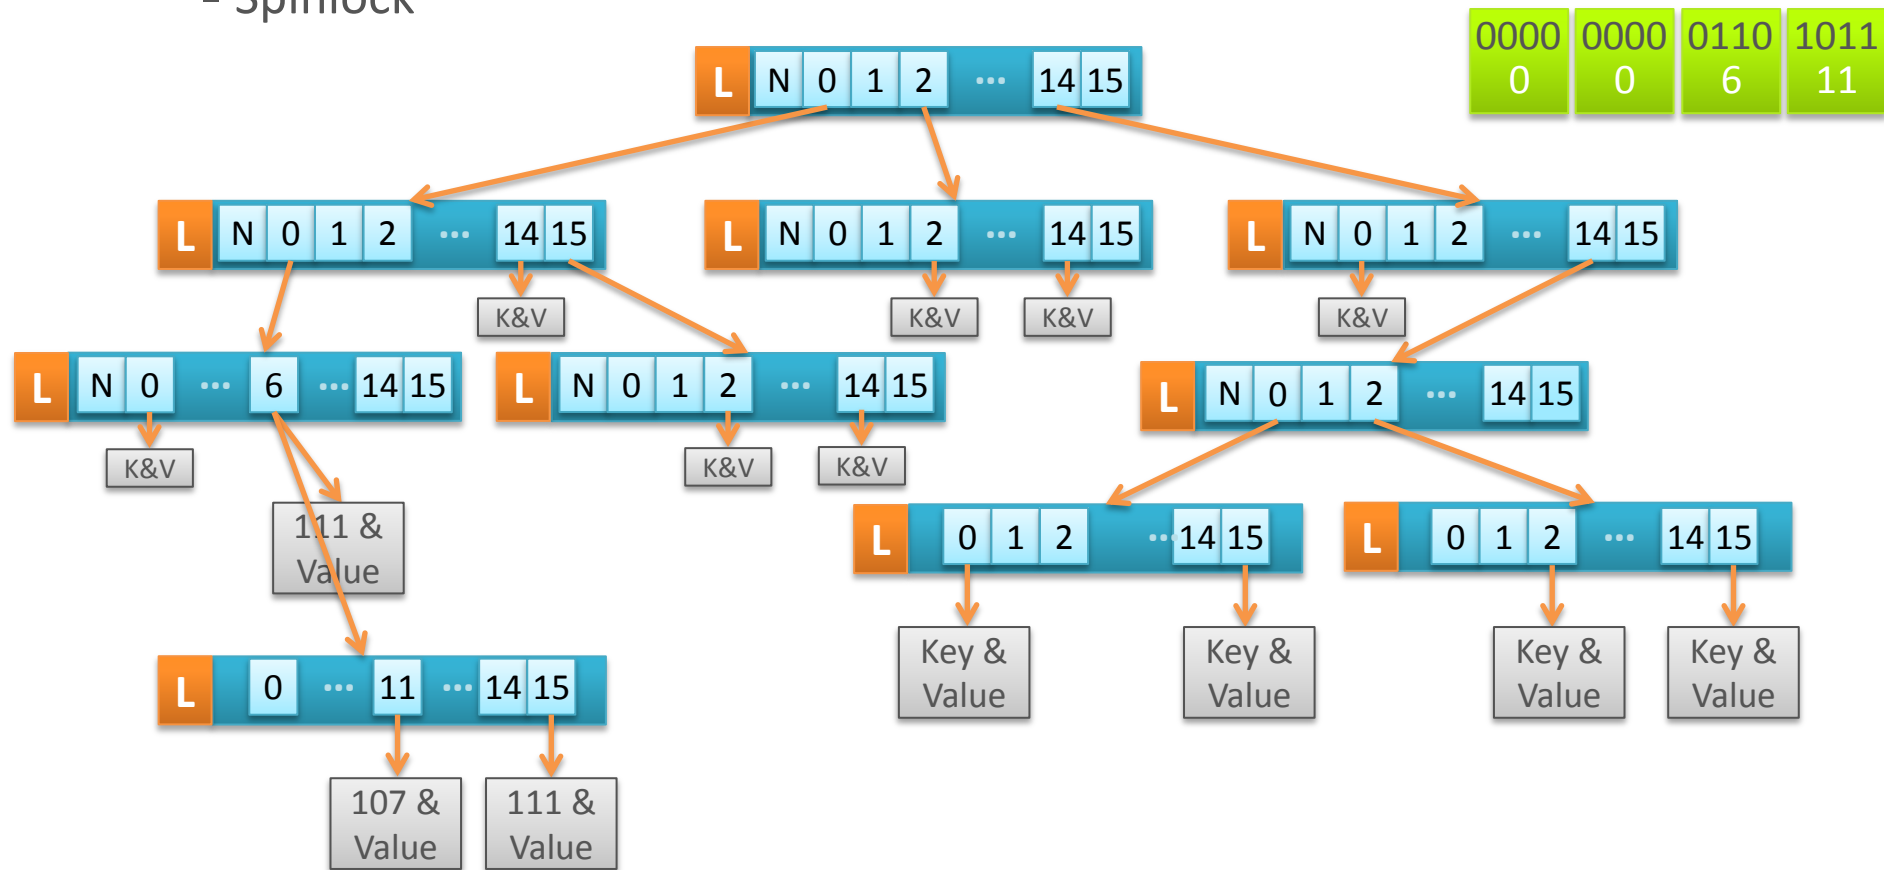 - Spinlock
0000 0000 0110 1011
0 0 6 11
L N 0 1 2 ... 14 15
L N 0 1 2 ... 14 15
L N 0 1 2 ... 14 15
L N 0 1 2 ... 14 15
K&V
K&V
K&V
K&V
L N 0 ... 6 ... 14 15
L N 0 1 2 ... 14 15
L N 0 1 2 ... 14 15
K&V
K&V
K&V
111 &
Value
L 0 1 2 ... 14 15
L 0 1 2 ... 14 15
Key &
Value
Key &
Value
Key &
Value
Key &
Value
L 0 ... 11 ... 14 15
107 &
Value
111 &
Value